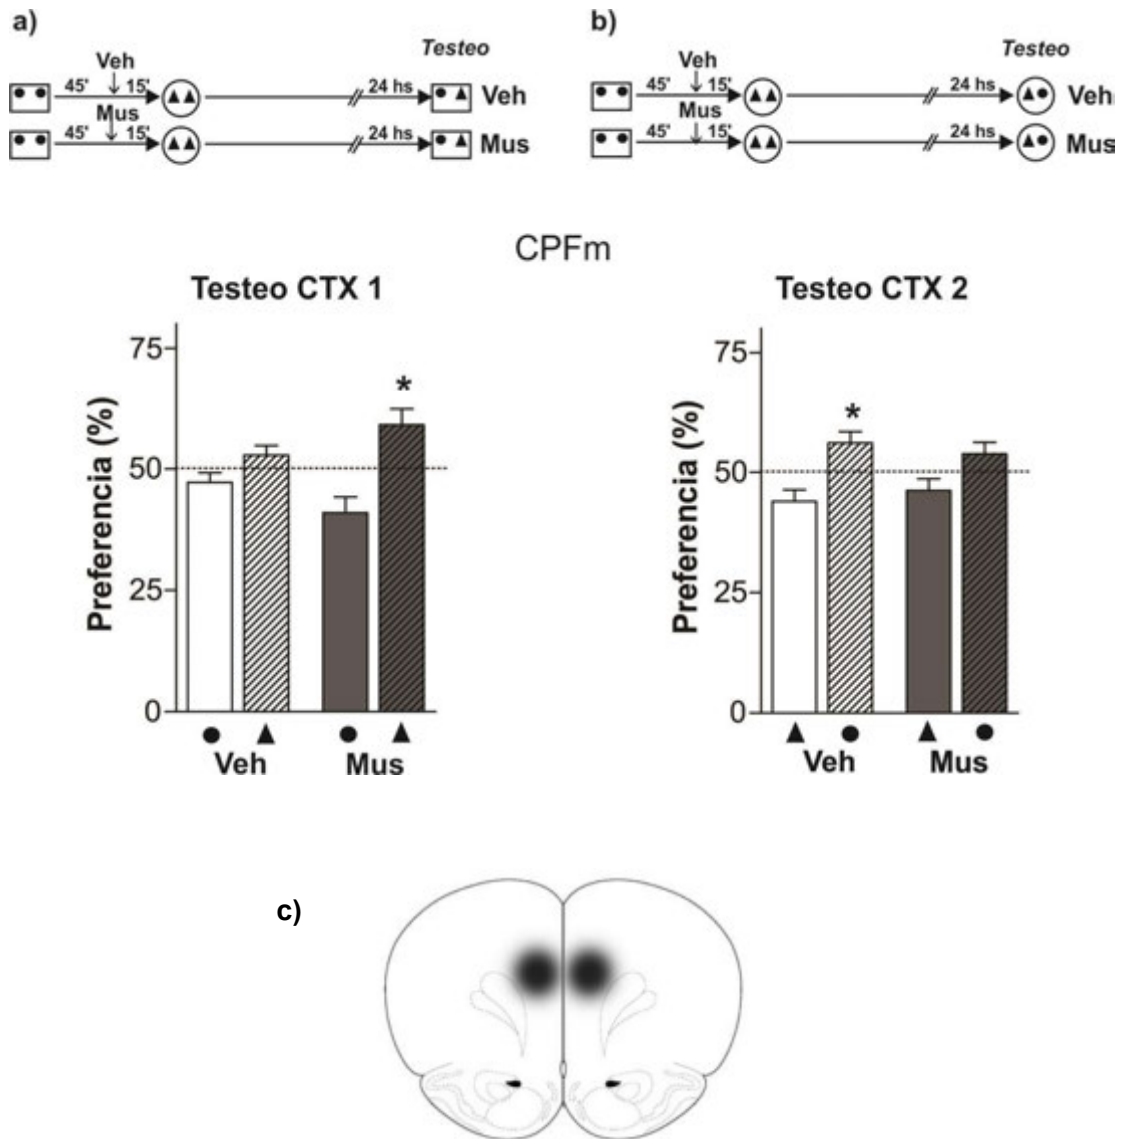 a)
Testeo
Veh
45' 15' 24 hs Veh
Mus
45' 15' 24 hs Mus
b)
Testeo
Veh
45' 15' 24 hs Veh
Mus
45' 15' 24 hs Mus
CPFm
Testeo CTX 1
Preferencia (%)
75
50
25
0
*
Veh Mus
Testeo CTX 2
Preferencia (%)
75
50
25
0
*
Veh Mus
c)